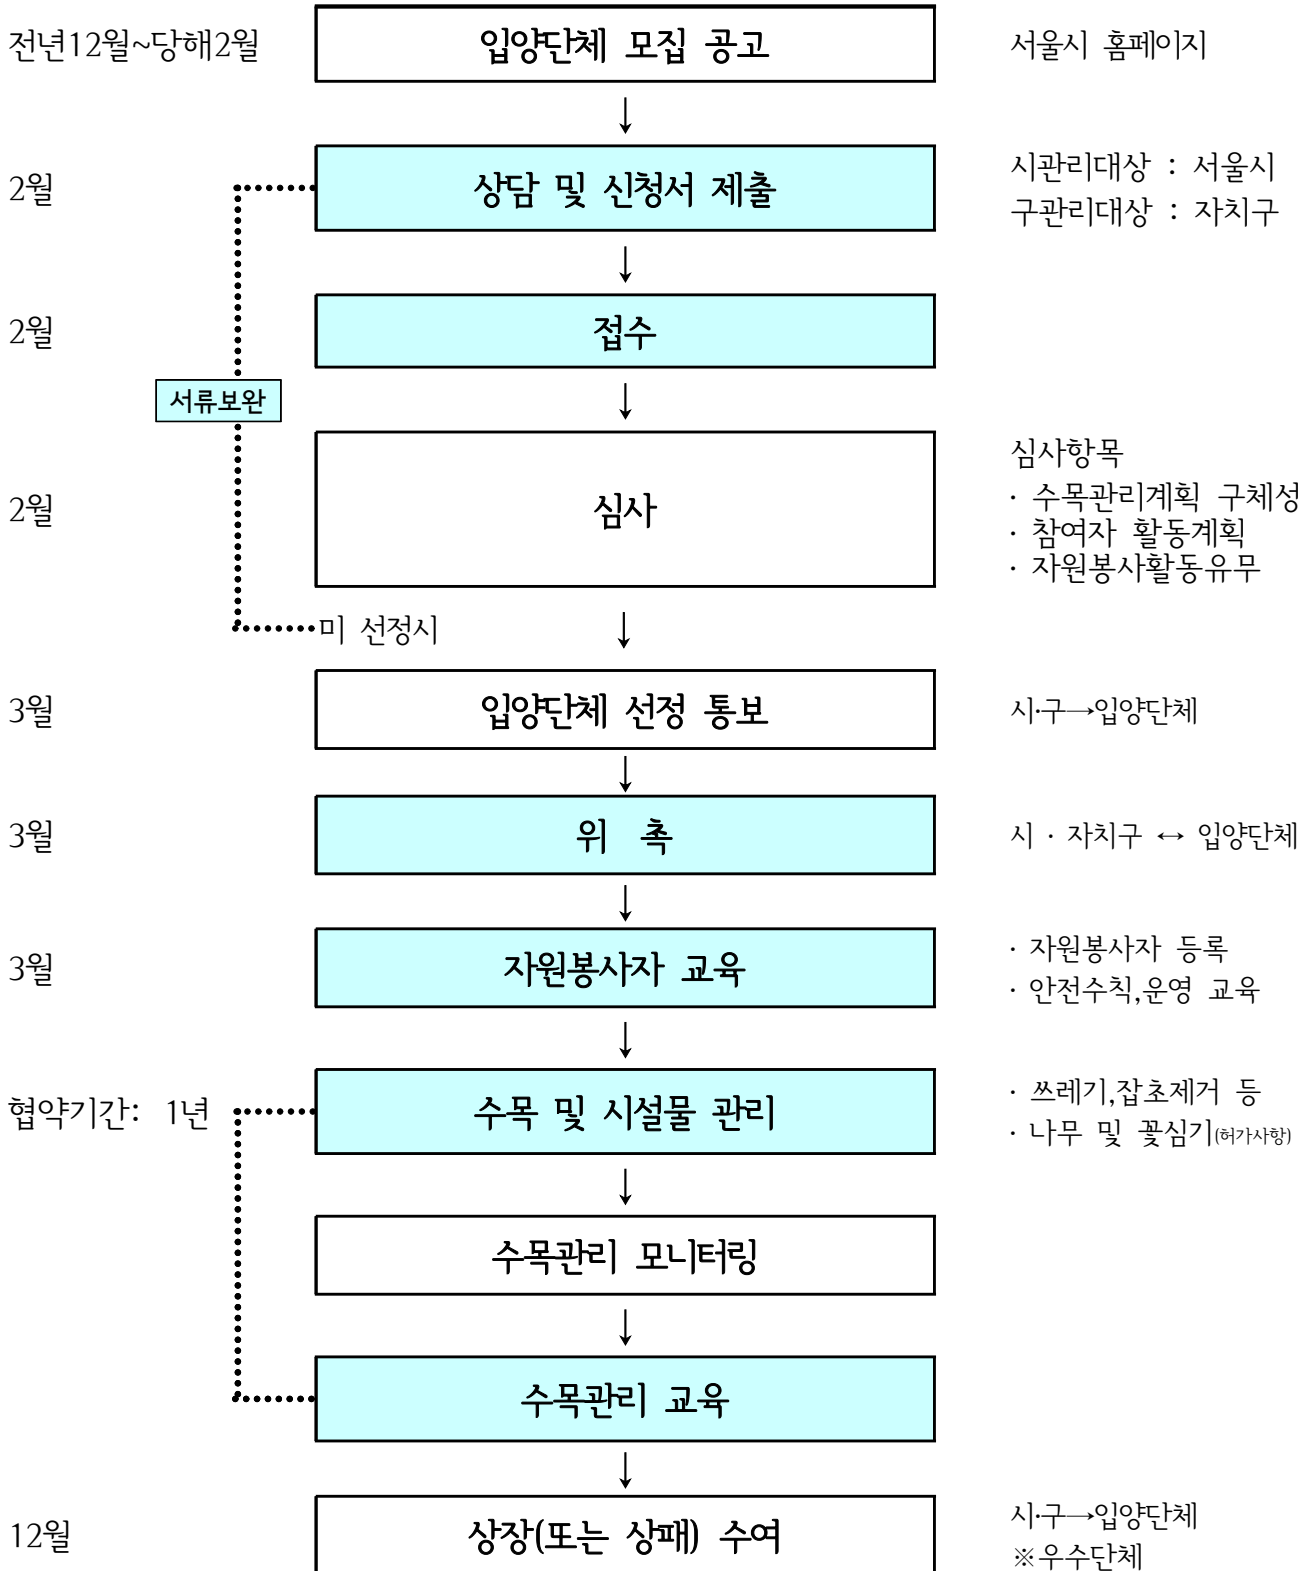 전년12월~당해2월
입양단체 모집 공고
서울시 홈페이지
2월
상담 및 신청서 제출
시관리대상 : 서울시
구관리대상 : 자치구
2월
접수
서류보완
2월
심사
심사항목
· 수목관리계획 구체성
· 참여자 활동계획
· 자원봉사활동유무
미 선정시
3월
입양단체 선정 통보
시·구→입양단체
3월
위 촉
시 · 자치구 ↔ 입양단체
3월
자원봉사자 교육
· 자원봉사자 등록
· 안전수칙,운영 교육
협약기간: 1년
수목 및 시설물 관리
· 쓰레기,잡초제거 등
· 나무 및 꽃심기(허가사항)
수목관리 모니터링
수목관리 교육
12월
상장(또는 상패) 수여
시·구→입양단체
※우수단체